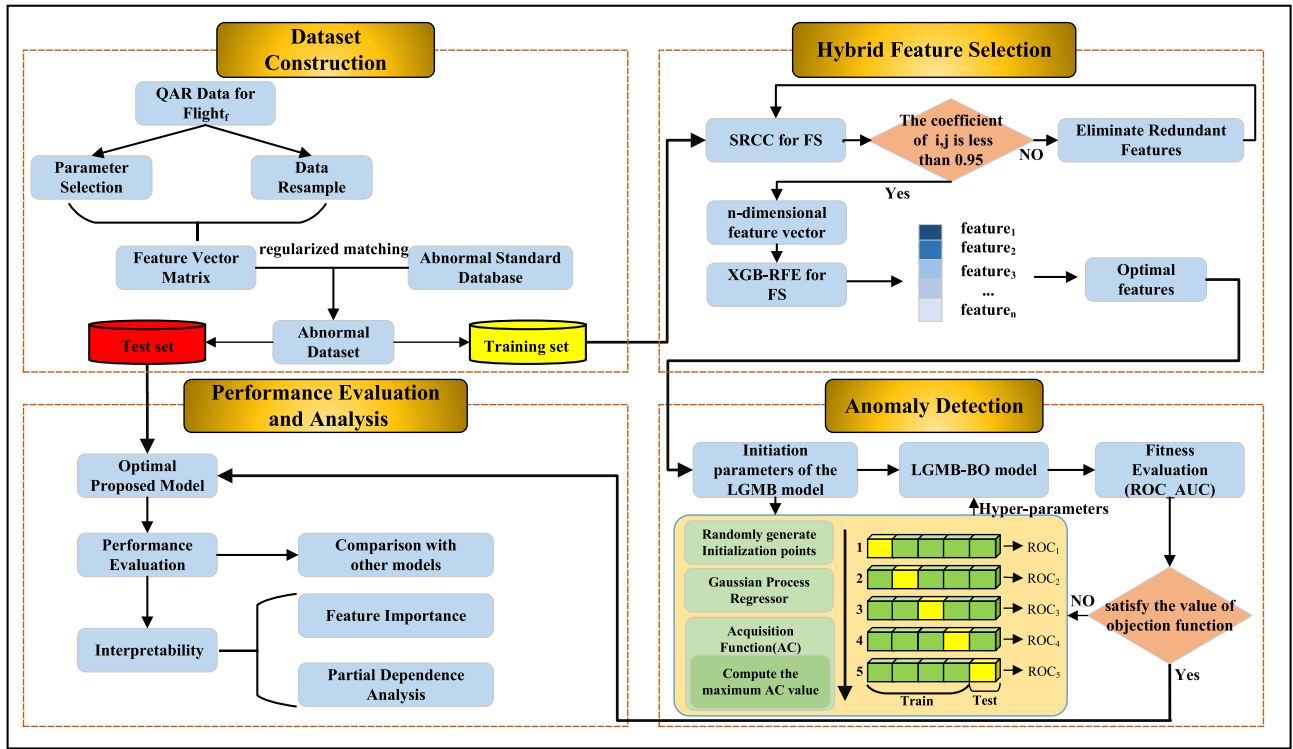 Dataset
Construction
QAR Data for
Flightf
Parameter
Selection
Data
Resample
Feature Vector
Matrix
regularized matching
Abnormal Standard
Database
Abnormal
Dataset
Test set
Training set
Hybrid Feature Selection
SRCC for FS
The
coefficient
of i,j is less
than 0.95
NO
Eliminate Redundant
Features
Yes
n-dimensional
feature vector
XGB-RFE for
FS
feature1
feature2
feature3
...
featuren
Optimal
features
Performance Evaluation
and Analysis
Optimal
Proposed Model
Performance
Evaluation
Comparison with
other models
Interpretability
Feature Importance
Partial Dependence
Analysis
Anomaly Detection
Initiation
parameters of the
LGMB model
LGMB-BO model
Fitness
Evaluation
(ROC_AUC)
Hyper-parameters
Randomly generate
Initialization points
Gaussian Process
Regressor
Acquisition
Function(AC)
Compute the
maximum AC value
1 ROC1
2 ROC2
3 ROC3
4 ROC4
5 ROC5
Train Test
NO
satisfy the value of
objection function
Yes